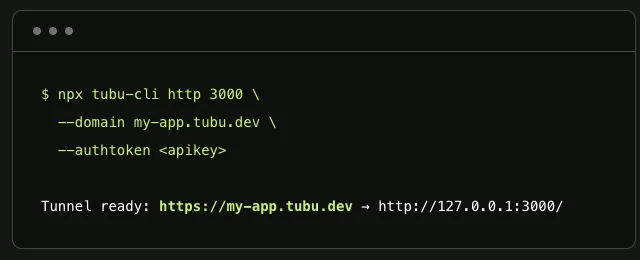 $ npx tubu-cli http 3000 \
--domain my-app.tubu.dev \
--authtoken <apikey>
Tunnel ready: https://my-app.tubu.dev → http://127.0.0.1:3000/